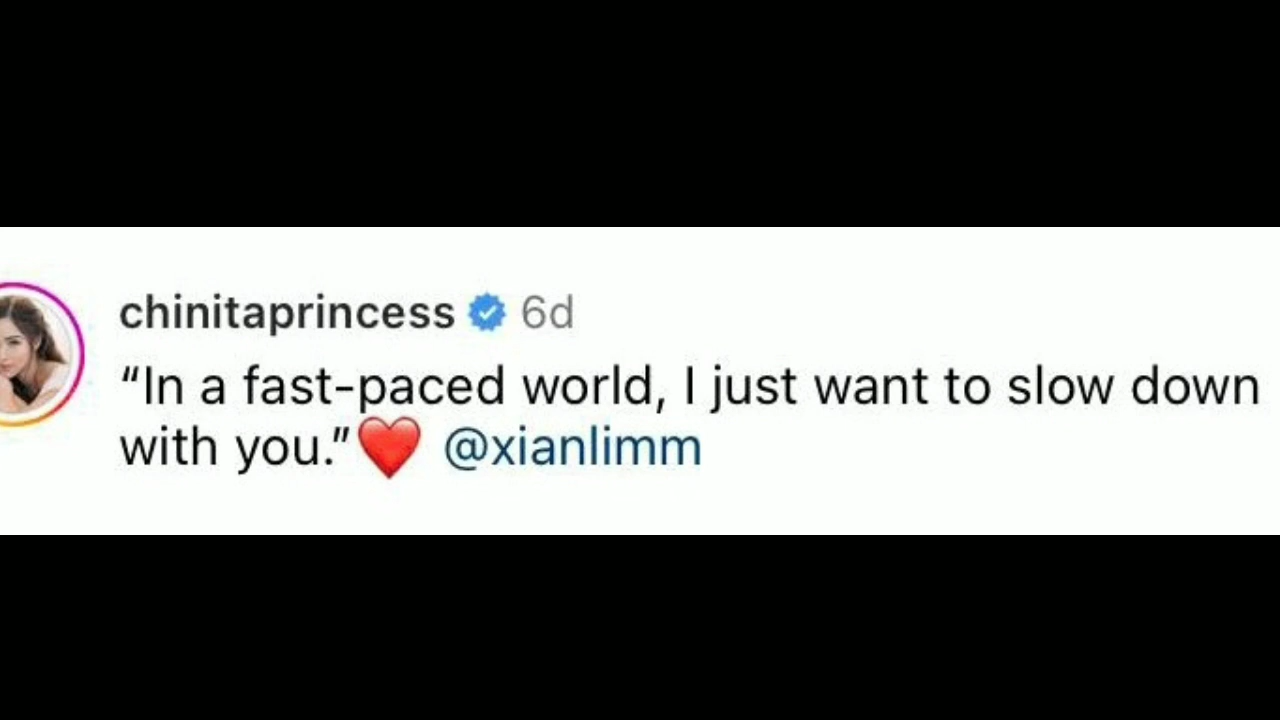 chinitaprincess 6d
“In a fast-paced world, I just want to slow down
with you.”❤️ @xianlimm